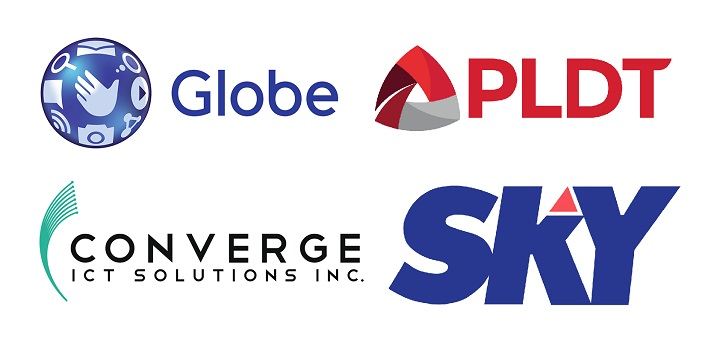 Globe
PLDT
CONVERGE
ICT SOLUTIONS INC.
SKY